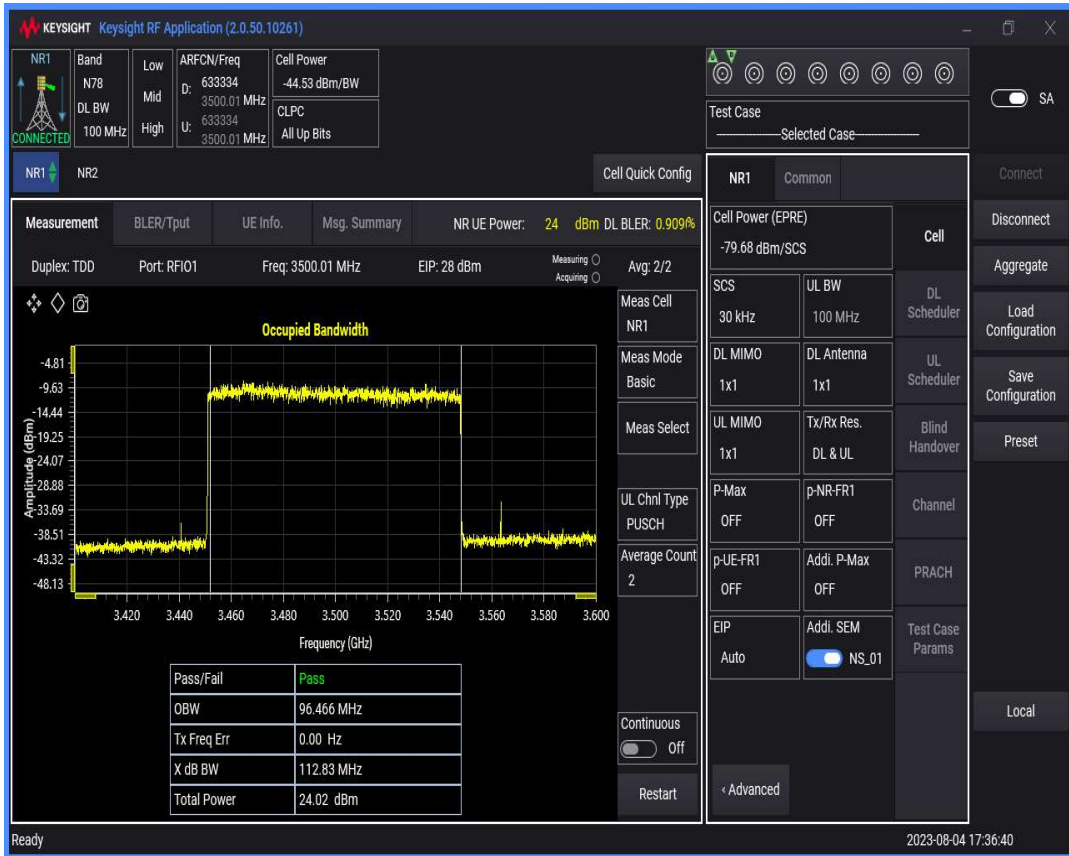 KEYSIGHT Keysight RF Application (2.0.50.10261)
NR1
CONNECTED
Band
N78
DL BW
100 MHz
Low
Mid
High
ARFCN/Freq
D: 633334
3500.01 MHz
U: 633334
3500.01 MHz
Cell Power
-44.53 dBm/BW
CLPC
All Up Bits
Test Case
Selected Case
SA
NR1 NR2
Cell Quick Config
NR1 Common
Connect
Measurement BLER/Tput UE Info. Msg. Summary NR UE Power: 24 dBm DL BLER: 0.909/%
Duplex: TDD Port: RFIO1 Freq: 3500.01 MHz EIP: 28 dBm Measuring Avg: 2/2
Acquiring
Occupied Bandwidth
Amplitude (dBm)
-4.81
-9.63
-14.44
-19.25
-24.07
-28.88
-33.69
-38.51
-43.32
-48.13
3.420 3.440 3.460 3.480 3.500 3.520 3.540 3.560 3.580 3.600
Frequency (GHz)
Pass/Fail Pass
OBW 96.466 MHz
Tx Freq Err 0.00 Hz
X dB BW 112.83 MHz
Total Power 24.02 dBm
Meas Cell
NR1
Meas Mode
Basic
Meas Select
UL Chnl Type
PUSCH
Average Count
2
Continuous
Off
Restart
Cell Power (EPRE)
-79.68 dBm/SCS
SCS
30 kHz
UL BW
100 MHz
DL MIMO
1x1
DL Antenna
1x1
UL MIMO
1x1
Tx/Rx Res.
DL & UL
P-Max
OFF
p-NR-FR1
OFF
p-UE-FR1
OFF
Addi. P-Max
OFF
EIP
Auto
Addi. SEM
NS_01
‹ Advanced
Cell
DL
Scheduler
UL
Scheduler
Blind
Handover
Channel
PRACH
Test Case
Params
Disconnect
Aggregate
Load
Configuration
Save
Configuration
Preset
Local
Ready
2023-08-04 17:36:40